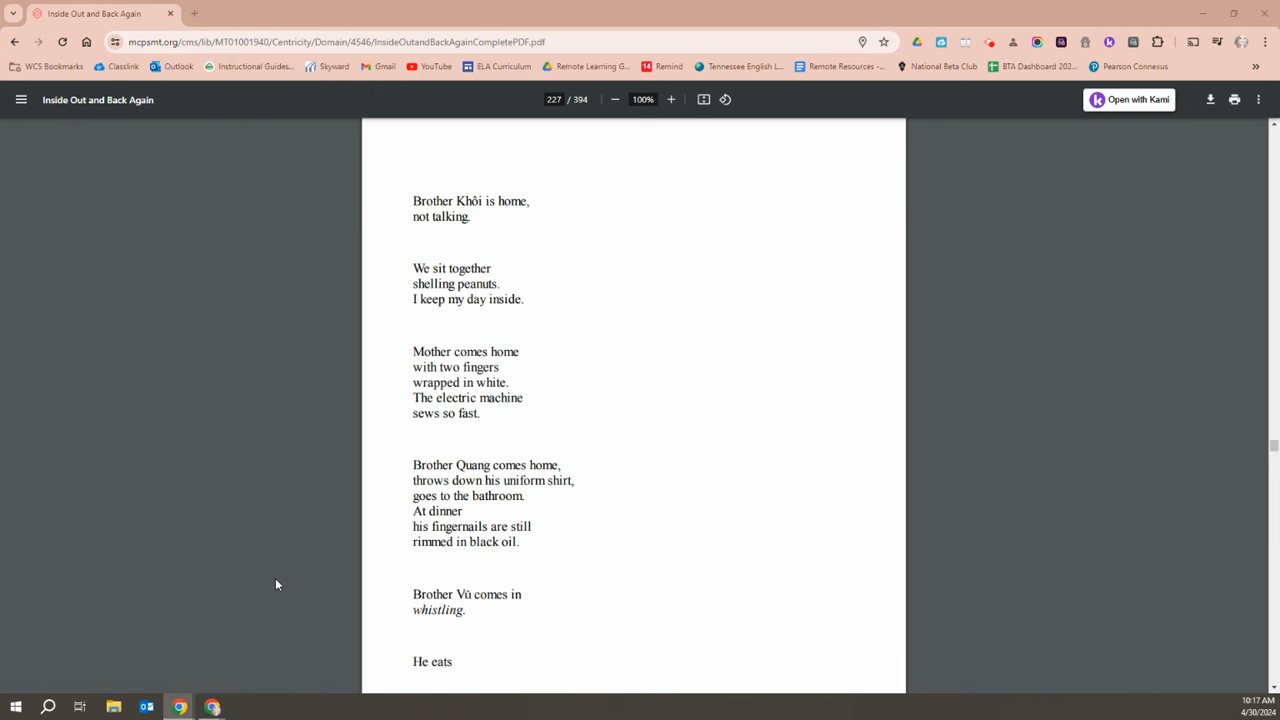 Inside Out and Back Again
mcpsmt.org/cms/lib/MT01001940/Centricity/Domain/4546/InsideOutandBackAgainCompletePDF.pdf
WCS Bookmarks
Classlink
Outlook
Instructional Guides...
Skyward
Gmail
YouTube
ELA Curriculum
Remote Learning G...
14 Remind
Tennessee English L...
Remote Resources -...
National Beta Club
BTA Dashboard 202...
Pearson Connexus
Inside Out and Back Again
227 / 394
100%
k Open with Kami
Brother Khôi is home,
not talking.
We sit together
shelling peanuts.
I keep my day inside.
Mother comes home
with two fingers
wrapped in white.
The electric machine
sews so fast.
Brother Quang comes home,
throws down his uniform shirt,
goes to the bathroom.
At dinner
his fingernails are still
rimmed in black oil.
Brother Vũ comes in
whistling.
He eats
10:17 AM
4/30/2024